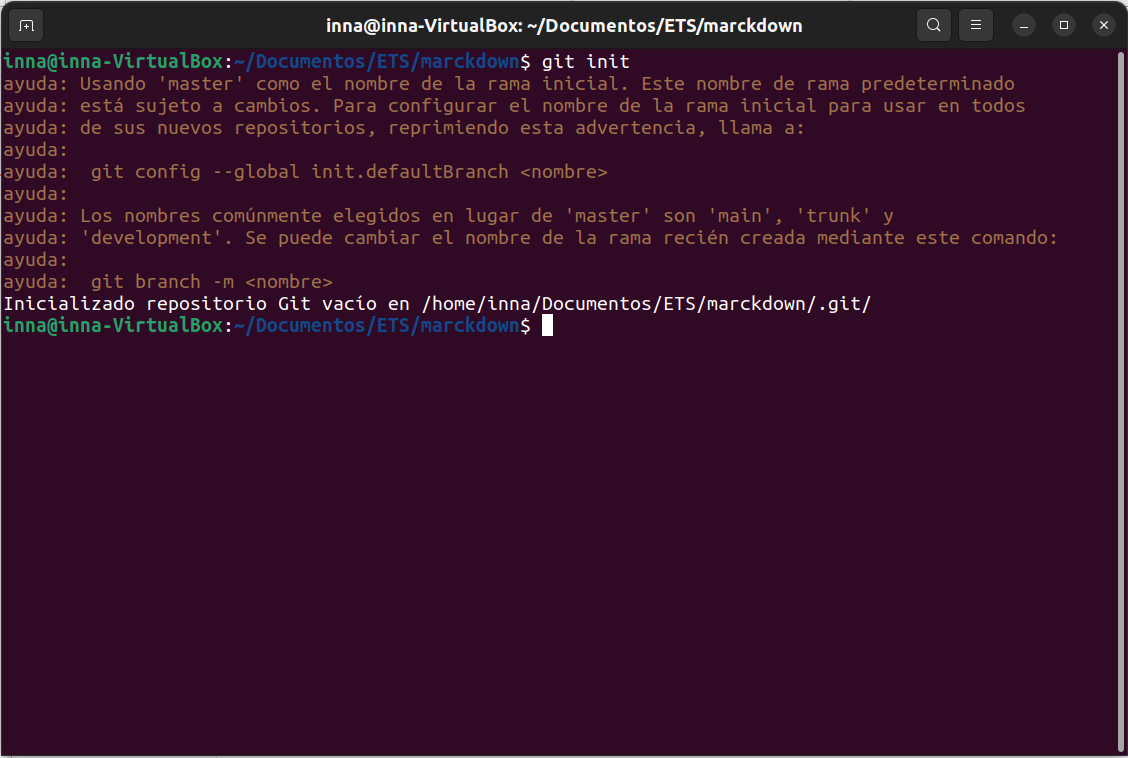 inna@inna-VirtualBox: ~/Documentos/ETS/marckdown
inna@inna-VirtualBox:~/Documentos/ETS/marckdown$ git init
ayuda: Usando 'master' como el nombre de la rama inicial. Este nombre de rama predeterminado
ayuda: está sujeto a cambios. Para configurar el nombre de la rama inicial para usar en todos
ayuda: de sus nuevos repositorios, reprimiendo esta advertencia, llama a:
ayuda:
ayuda:  git config --global init.defaultBranch <nombre>
ayuda:
ayuda: Los nombres comúnmente elegidos en lugar de 'master' son 'main', 'trunk' y
ayuda: 'development'. Se puede cambiar el nombre de la rama recién creada mediante este comando:
ayuda:
ayuda:  git branch -m <nombre>
Inicializado repositorio Git vacío en /home/inna/Documentos/ETS/marckdown/.git/
inna@inna-VirtualBox:~/Documentos/ETS/marckdown$